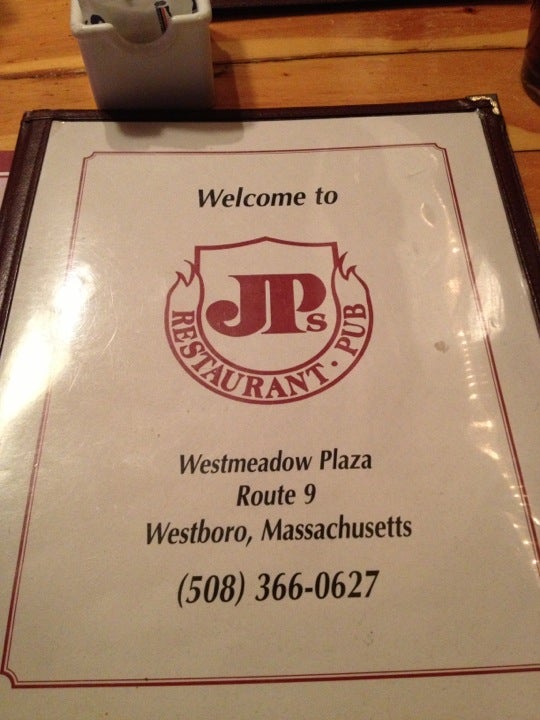 Welcome to
JPs
RESTAURANT · PUB
Westmeadow Plaza
Route 9
Westboro, Massachusetts
(508) 366-0627